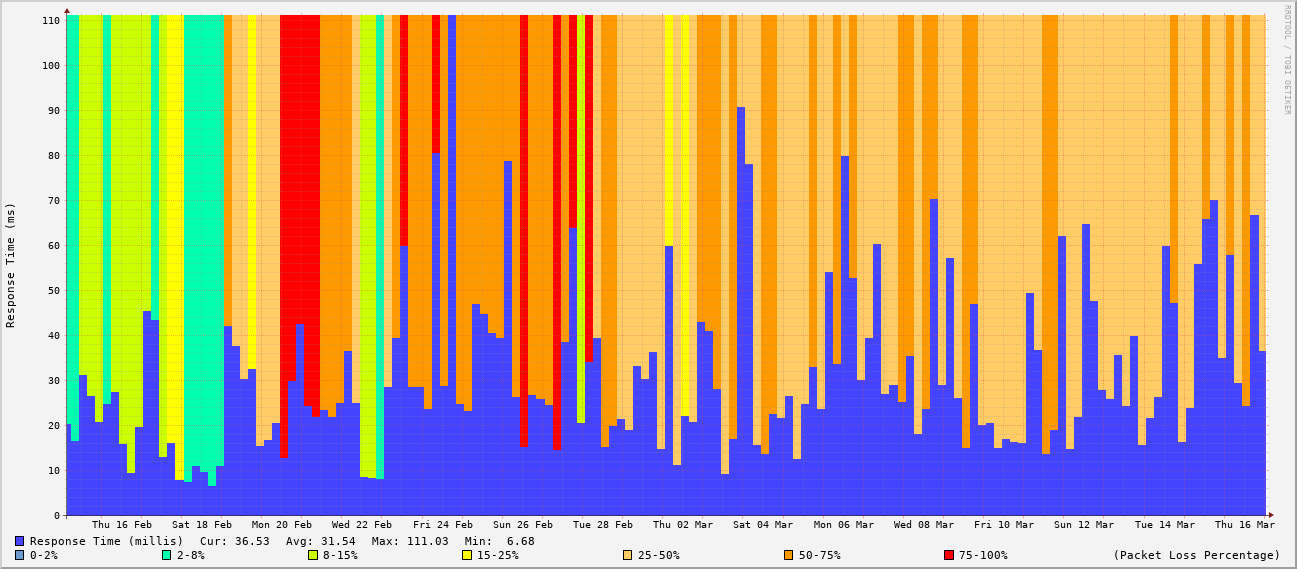 RRDTOOL / TOBI OETIKER
Response Time (ms)
110
100
90
80
70
60
50
40
30
20
10
0
Thu 16 Feb Sat 18 Feb Mon 20 Feb Wed 22 Feb Fri 24 Feb Sun 26 Feb Tue 28 Feb Thu 02 Mar Sat 04 Mar Mon 06 Mar Wed 08 Mar Fri 10 Mar Sun 12 Mar Tue 14 Mar Thu 16 Mar
Response Time (millis) Cur: 36.53 Avg: 31.54 Max: 111.03 Min: 6.68
0-2% 2-8% 8-15% 15-25% 25-50% 50-75% 75-100% (Packet Loss Percentage)